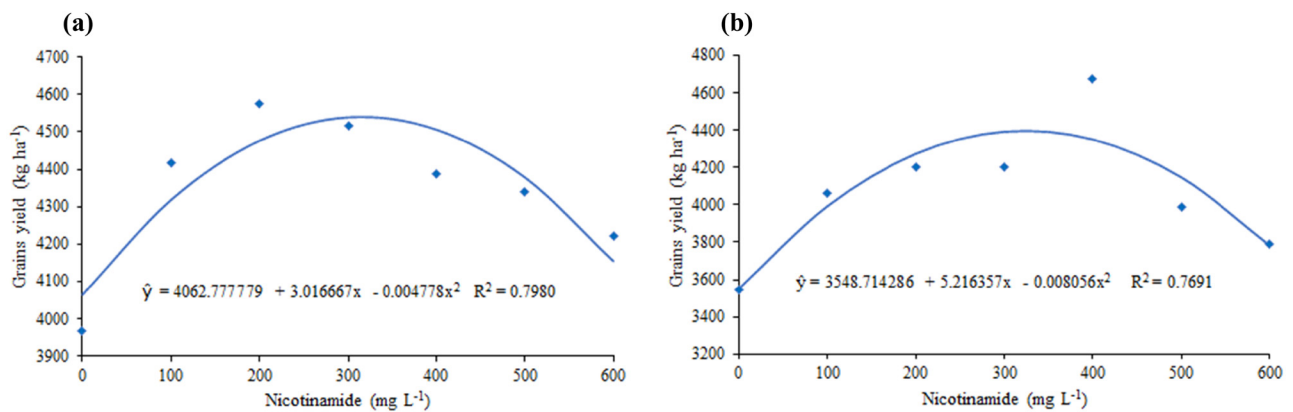 (a)
4700
4600
4500
4400
4300
4200
4100
4000
3900
Grains yield (kg ha⁻¹)
ŷ = 4062.777779 + 3.016667x - 0.004778x² R² = 0.7980
0 100 200 300 400 500 600
Nicotinamide (mg L⁻¹)
(b)
4800
4600
4400
4200
4000
3800
3600
3400
3200
Grains yield (kg ha⁻¹)
ŷ = 3548.714286 + 5.216357x - 0.008056x² R² = 0.7691
0 100 200 300 400 500 600
Nicotinamide (mg L⁻¹)